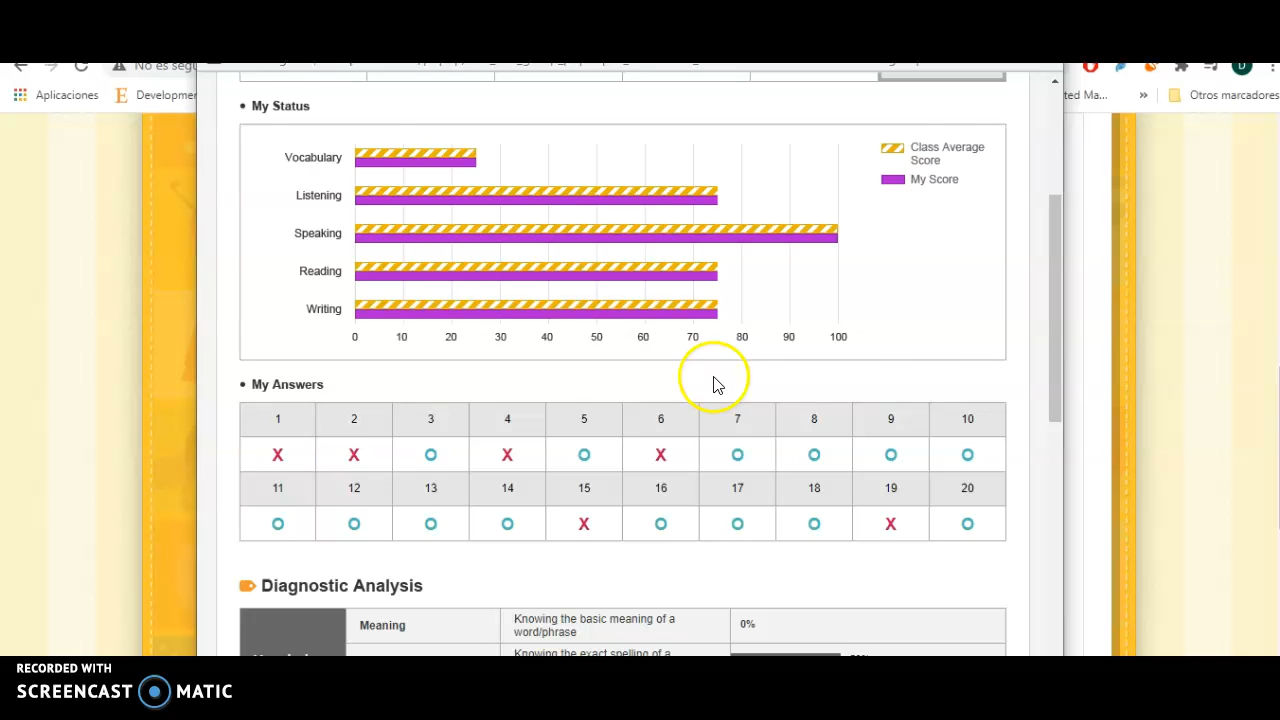 No es segu
Aplicaciones
Developmer
ted Ma...
»
Otros marcadores
D
• My Status
Vocabulary
Listening
Speaking
Reading
Writing
0 10 20 30 40 50 60 70 80 90 100
Class Average
Score
My Score
• My Answers
1 2 3 4 5 6 7 8 9 10
X X O X O X O O O O
11 12 13 14 15 16 17 18 19 20
O O O O X O O O X O
Diagnostic Analysis
Meaning
Knowing the basic meaning of a
word/phrase
0%
Knowing the exact spelling of a
RECORDED WITH
SCREENCAST MATIC